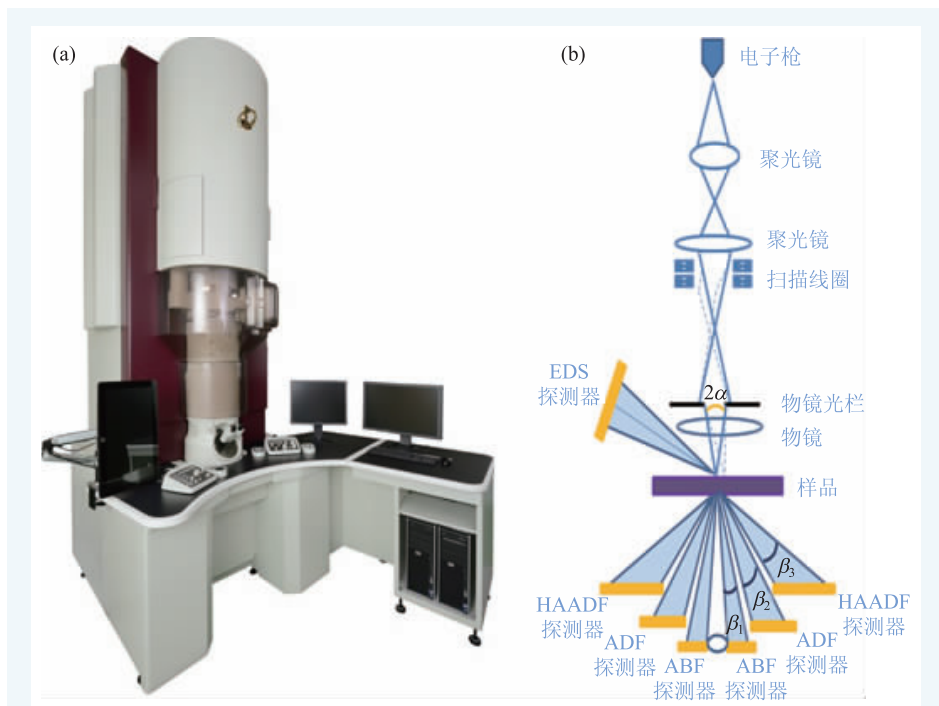 (a)
(b)
电子枪
聚光镜
聚光镜
扫描线圈
EDS
探测器
2α
物镜光栏
物镜
样品
β3
β2
β1
HAADF
探测器
ADF
探测器
ABF
探测器
ABF
探测器
ADF
探测器
HAADF
探测器